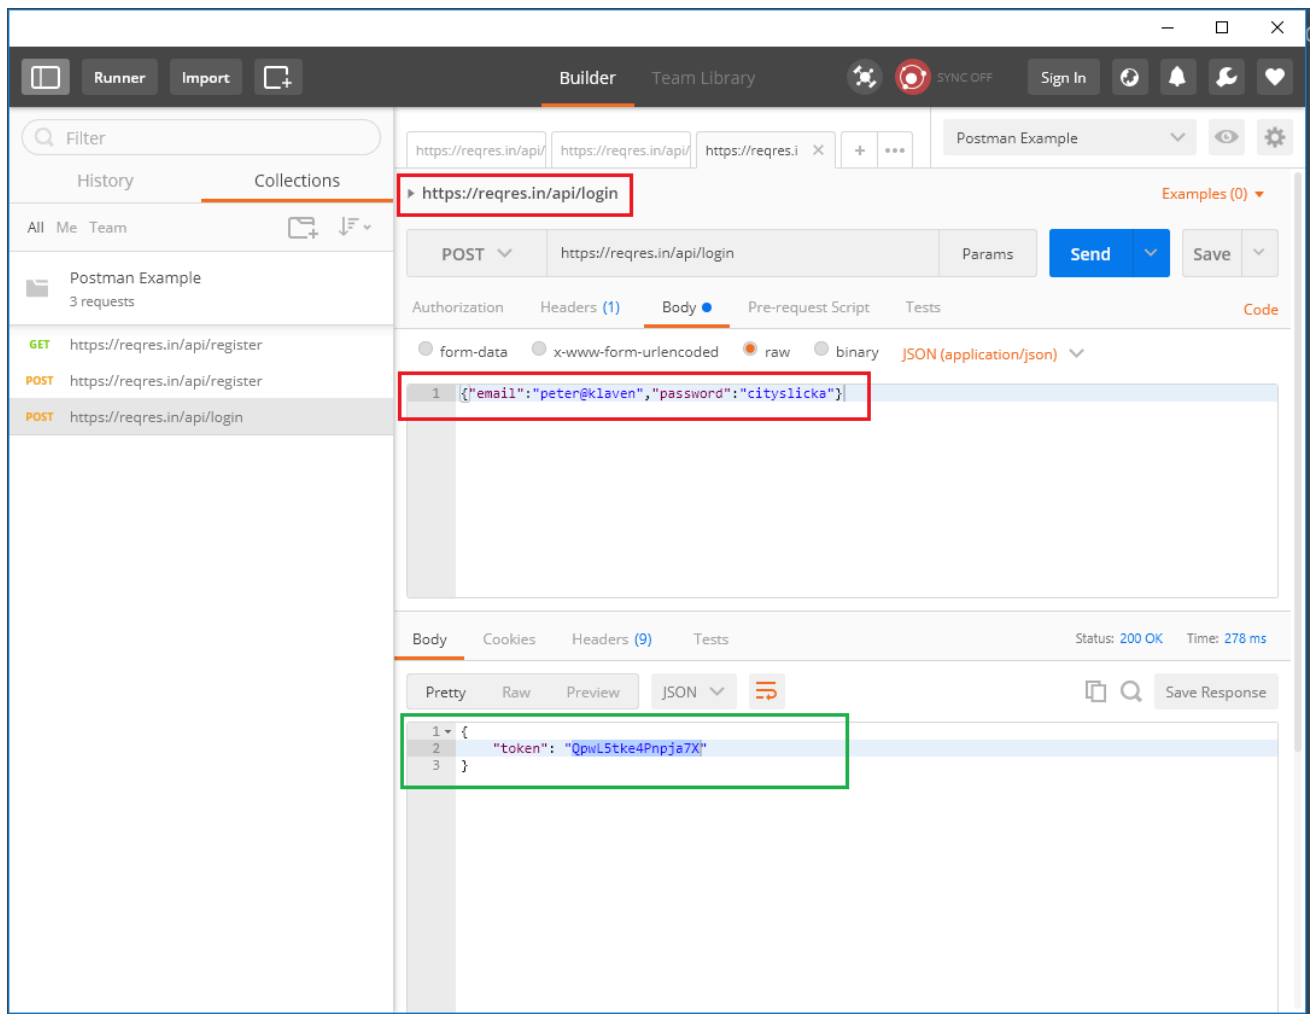 Runner Import Builder Team Library SYNC OFF Sign In
Filter
https://reqres.in/api/ https://reqres.in/api/ https://reqres.i + ••• Postman Example
History Collections
https://reqres.in/api/login Examples (0)
All Me Team
POST https://reqres.in/api/login Params Send Save
Postman Example
3 requests
Authorization Headers (1) Body Pre-request Script Tests Code
GET https://reqres.in/api/register
form-data x-www-form-urlencoded raw binary JSON (application/json)
POST https://reqres.in/api/register
1 {"email":"peter@klaven","password":"cityslicka"}
POST https://reqres.in/api/login
Body Cookies Headers (9) Tests Status: 200 OK Time: 278 ms
Pretty Raw Preview JSON Save Response
1 {
2 "token": "QpwL5tke4Pnpja7X"
3 }